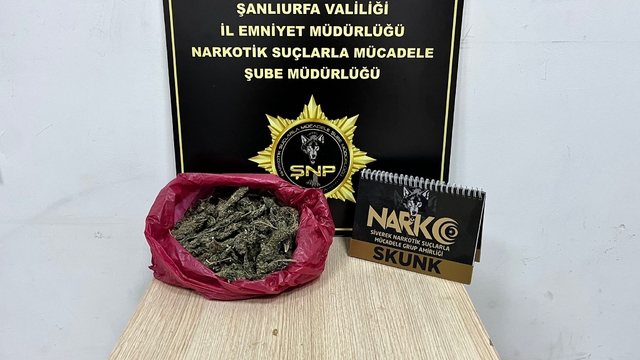 ŞANLIURFA VALİLİĞİ
İL EMNİYET MÜDÜRLÜĞÜ
NARKOTİK SUÇLARLA MÜCADELE
ŞUBE MÜDÜRLÜĞÜ
ŞNP
NARKO
SİVEREK NARKOTİK SUÇLARLA
MÜCADELE GRUP AMİRLİĞİ
SKUNK